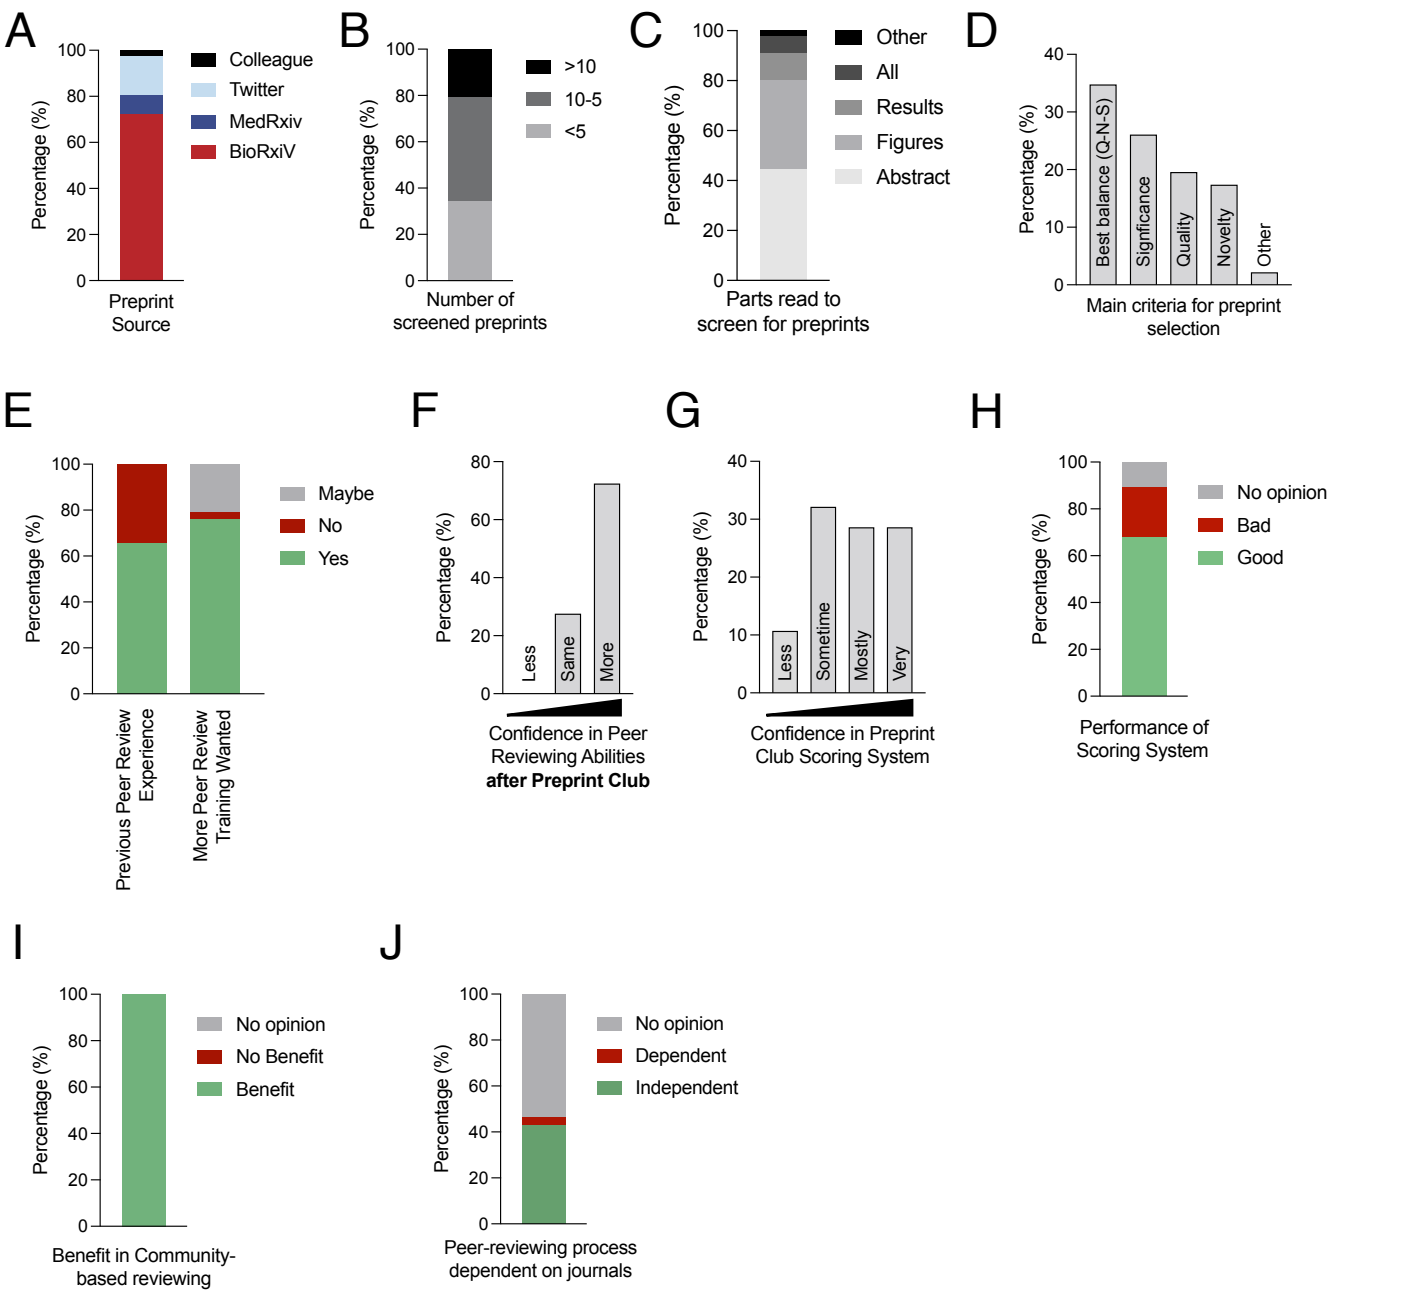 A
100
80
60
40
20
0
Percentage (%)
Preprint
Source
Colleague
Twitter
MedRxiv
BioRxiV
B
100
80
60
40
20
0
Percentage (%)
Number of
screened preprints
>10
10-5
<5
C
100
80
60
40
20
0
Percentage (%)
Parts read to
screen for preprints
Other
All
Results
Figures
Abstract
D
40
30
20
10
0
Percentage (%)
Best balance (Q-N-S)
Signficance
Quality
Novelty
Other
Main criteria for preprint
selection
E
100
80
60
40
20
0
Percentage (%)
Previous Peer Review
Experience
More Peer Review
Training Wanted
Maybe
No
Yes
F
80
60
40
20
0
Percentage (%)
Less
Same
More
Confidence in Peer
Reviewing Abilities
after Preprint Club
G
40
30
20
10
0
Percentage (%)
Less
Sometime
Mostly
Very
Confidence in Preprint
Club Scoring System
H
100
80
60
40
20
0
Percentage (%)
Performance of
Scoring System
No opinion
Bad
Good
I
100
80
60
40
20
0
Percentage (%)
Benefit in Community-
based reviewing
No opinion
No Benefit
Benefit
J
100
80
60
40
20
0
Percentage (%)
Peer-reviewing process
dependent on journals
No opinion
Dependent
Independent